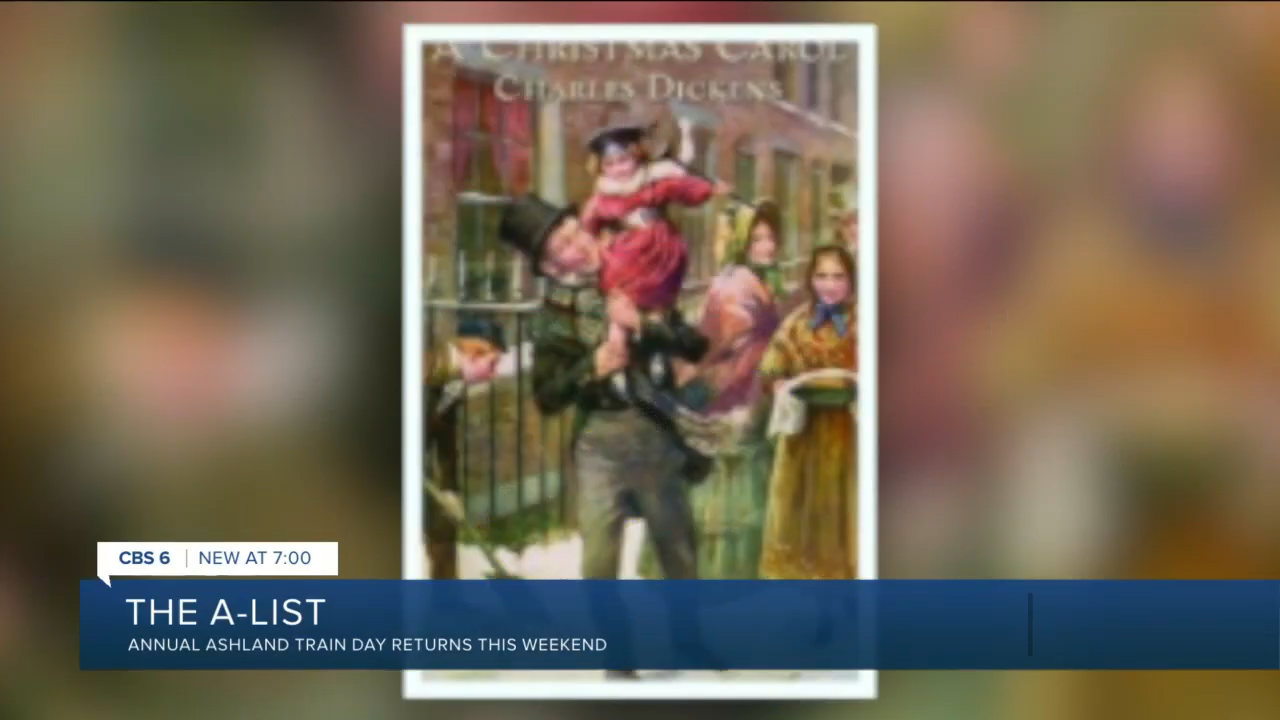 A CHRISTMAS CAROL
CHARLES DICKENS
CBS 6 | NEW AT 7:00
THE A-LIST
ANNUAL ASHLAND TRAIN DAY RETURNS THIS WEEKEND